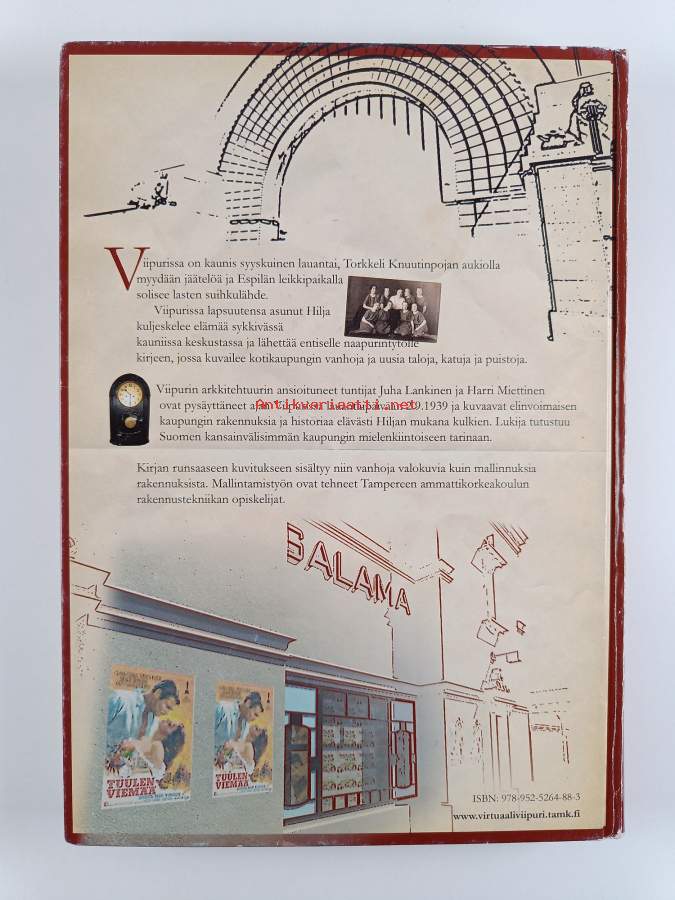 Viipurissa on kaunis syyskuinen lauantai, Torkkeli Knuutinpojan aukiolla
myydään jäätelöä ja Espilän leikkipaikalla
solisee lasten suihkulähde.
Viipurissa lapsuutensa asunut Hilja
kuljeskelee elämää sykkivässä
kauniissa keskustassa ja lähettää entiselle naapurintytölle
kirjeen, jossa kuvailee kotikaupungin vanhoja ja uusia taloja, katuja ja puistoja.
Viipurin arkkitehtuurin ansioituneet tuntijat Juha Lankinen ja Harri Miettinen
ovat pysäyttäneet ajan Viipurissa lauantaipäivään 2.9.1939 ja kuvaavat elinvoimaisen
Antikvariaatti.net
kaupungin rakennuksia ja historiaa elävästi Hiljan mukana kulkien. Lukija tutustuu
Suomen kansainvälisimmän kaupungin mielenkiintoiseen tarinaan.
Kirjan runsaaseen kuvitukseen sisältyy niin vanhoja valokuvia kuin mallinnuksia
rakennuksista. Mallintamistyön ovat tehneet Tampereen ammattikorkeakoulun
rakennustekniikan opiskelijat.
SALAMA
TUULEN
VIEMÄÄ
TUULEN
VIEMÄÄ
ISBN: 978-952-5264-88-3
www.virtuaaliviipuri.tamk.fi